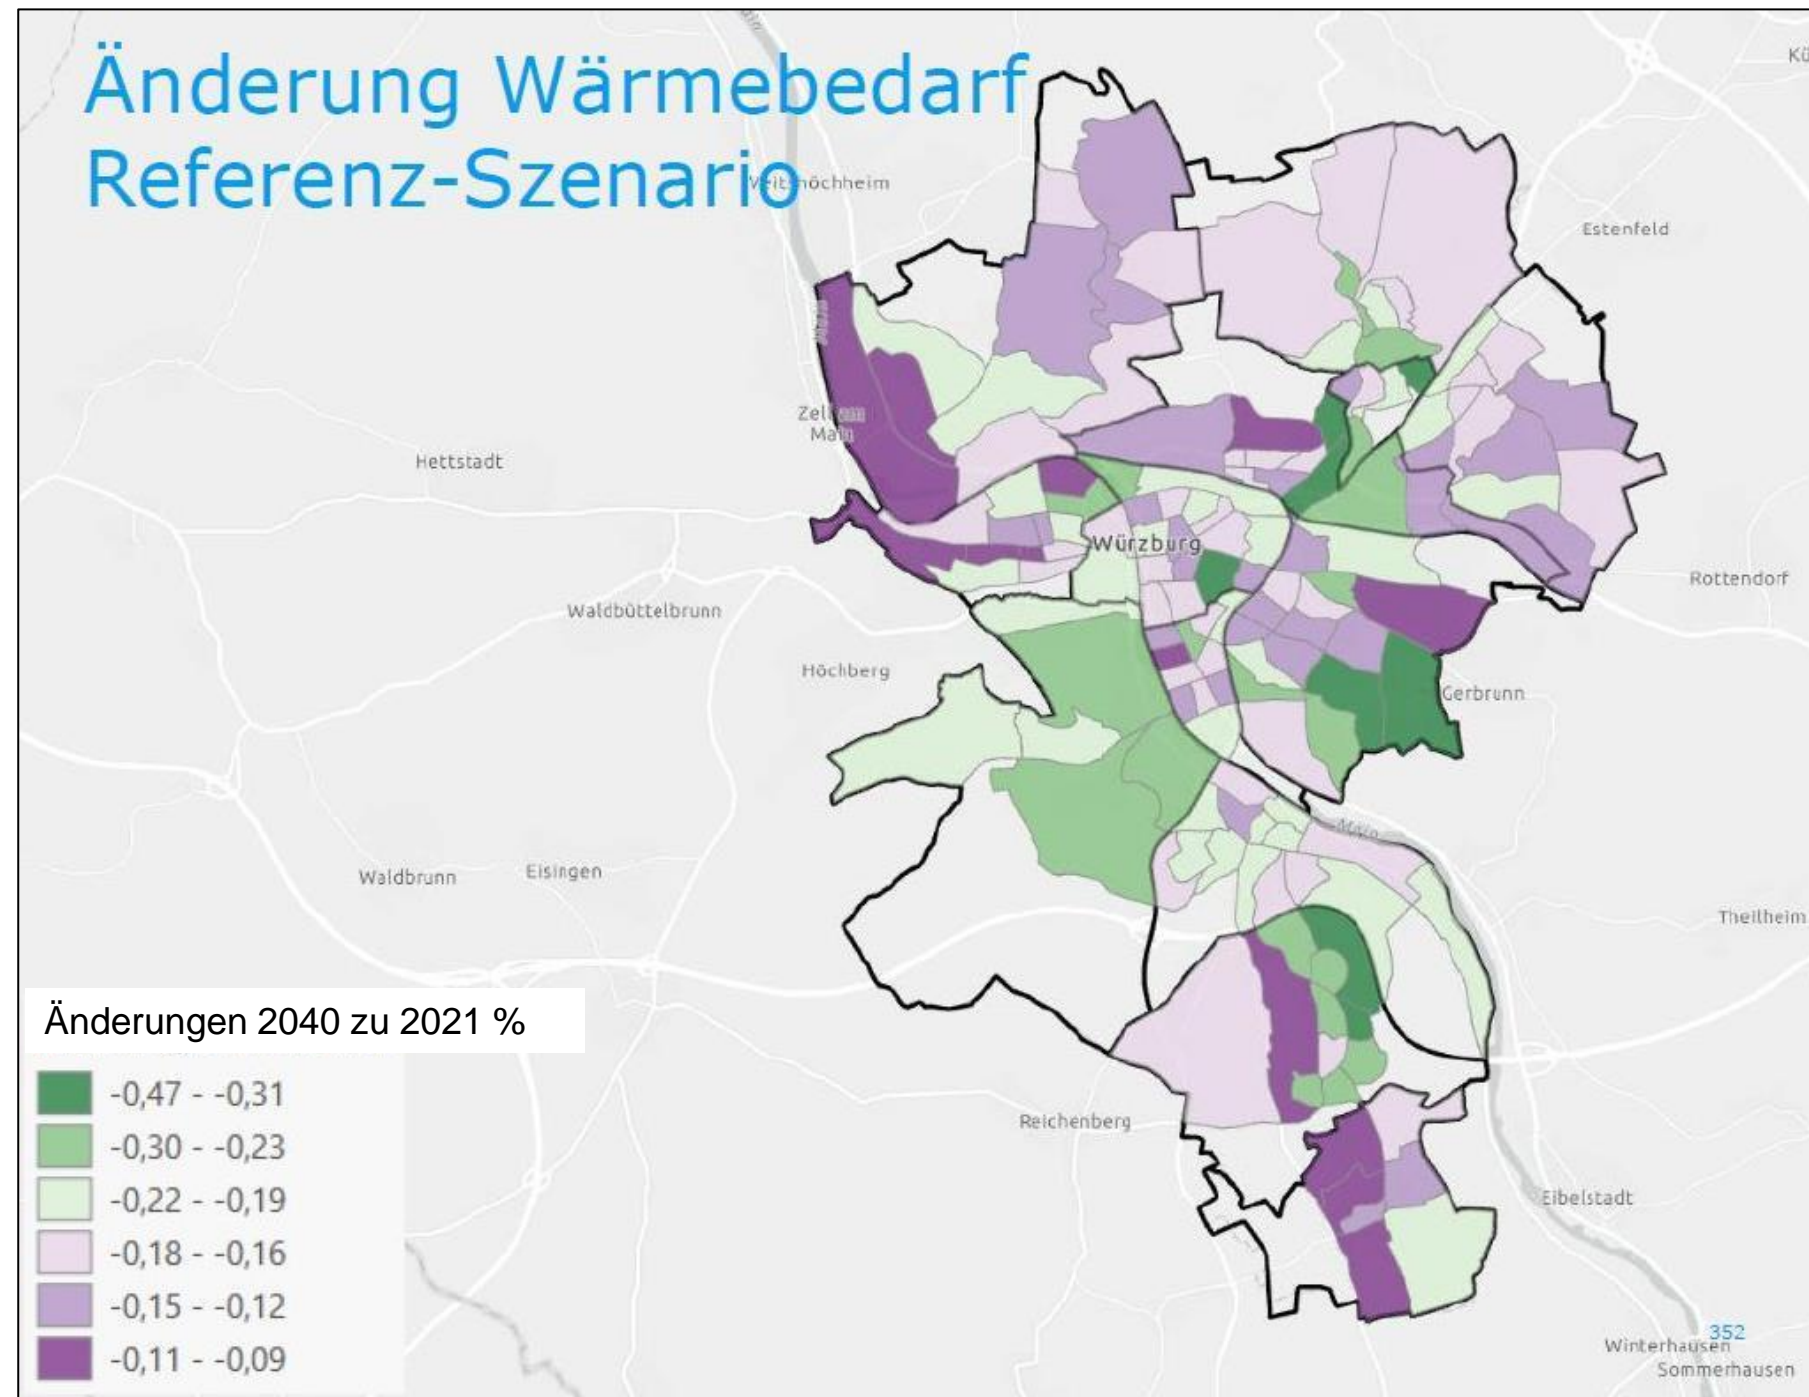 Änderung Wärmebedarf
Referenz-Szenario
Veitshöchheim
Estenfeld
Zell am
Main
Hettstadt
Würzburg
Rottendorf
Waldbüttelbrunn
Höchberg
Gerbrunn
Main
Waldbrunn
Eisingen
Theilheim
Änderungen 2040 zu 2021 %
-0,47 - -0,31
-0,30 - -0,23
-0,22 - -0,19
-0,18 - -0,16
-0,15 - -0,12
-0,11 - -0,09
Reichenberg
Eibelstadt
352
Winterhausen
Sommerhausen